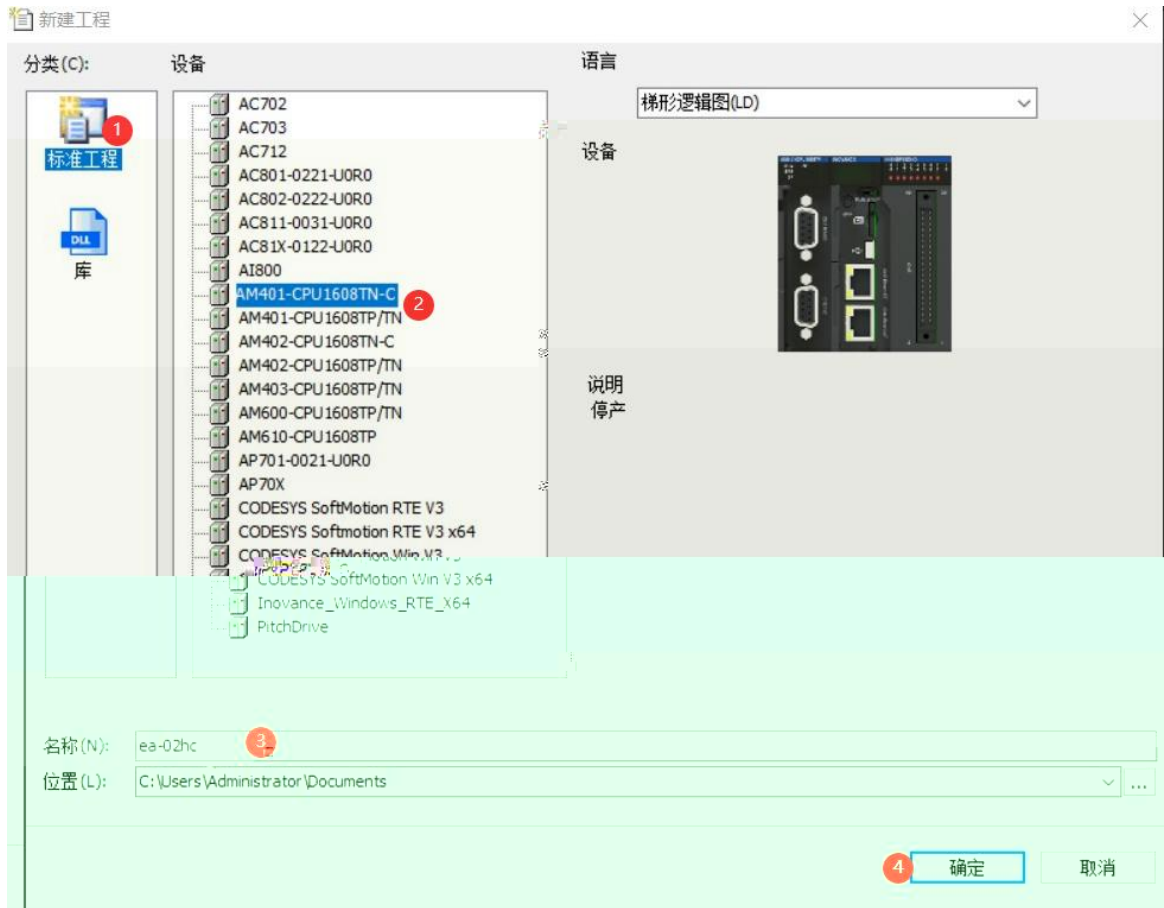 新建工程
分类(C):
设备
语言
梯形逻辑图(LD)
标准工程
1
DLL
库
AC702
AC703
AC712
AC801-0221-U0R0
AC802-0222-U0R0
AC811-0031-U0R0
AC81X-0122-U0R0
AI800
AM401-CPU1608TN-C
2
AM401-CPU1608TP/TN
AM402-CPU1608TN-C
AM402-CPU1608TP/TN
AM403-CPU1608TP/TN
AM600-CPU1608TP/TN
AM610-CPU1608TP
AP701-0021-U0R0
AP70X
CODESYS SoftMotion RTE V3
CODESYS Softmotion RTE V3 x64
CODESYS SoftMotion Win V3
CODESYS SoftMotion Win V3 x64
Inovance_Windows_RTE_X64
PitchDrive
设备
说明
停产
名称(N):
ea-02hc
3
位置(L):
C:\Users\Administrator\Documents
...
4
确定
取消